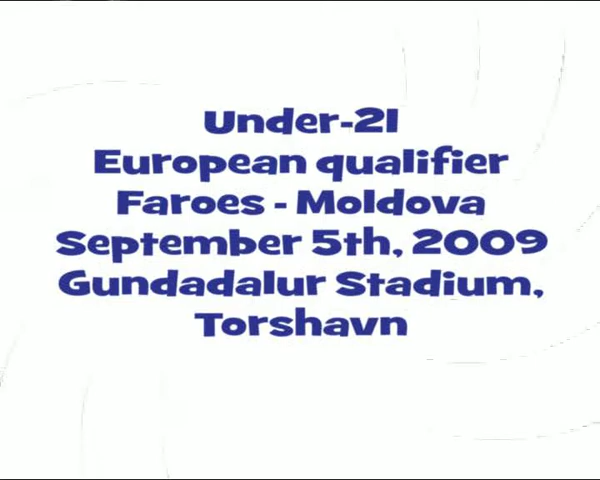 Under-21
European qualifier
Faroes - Moldova
September 5th, 2009
Gundadalur Stadium,
Torshavn